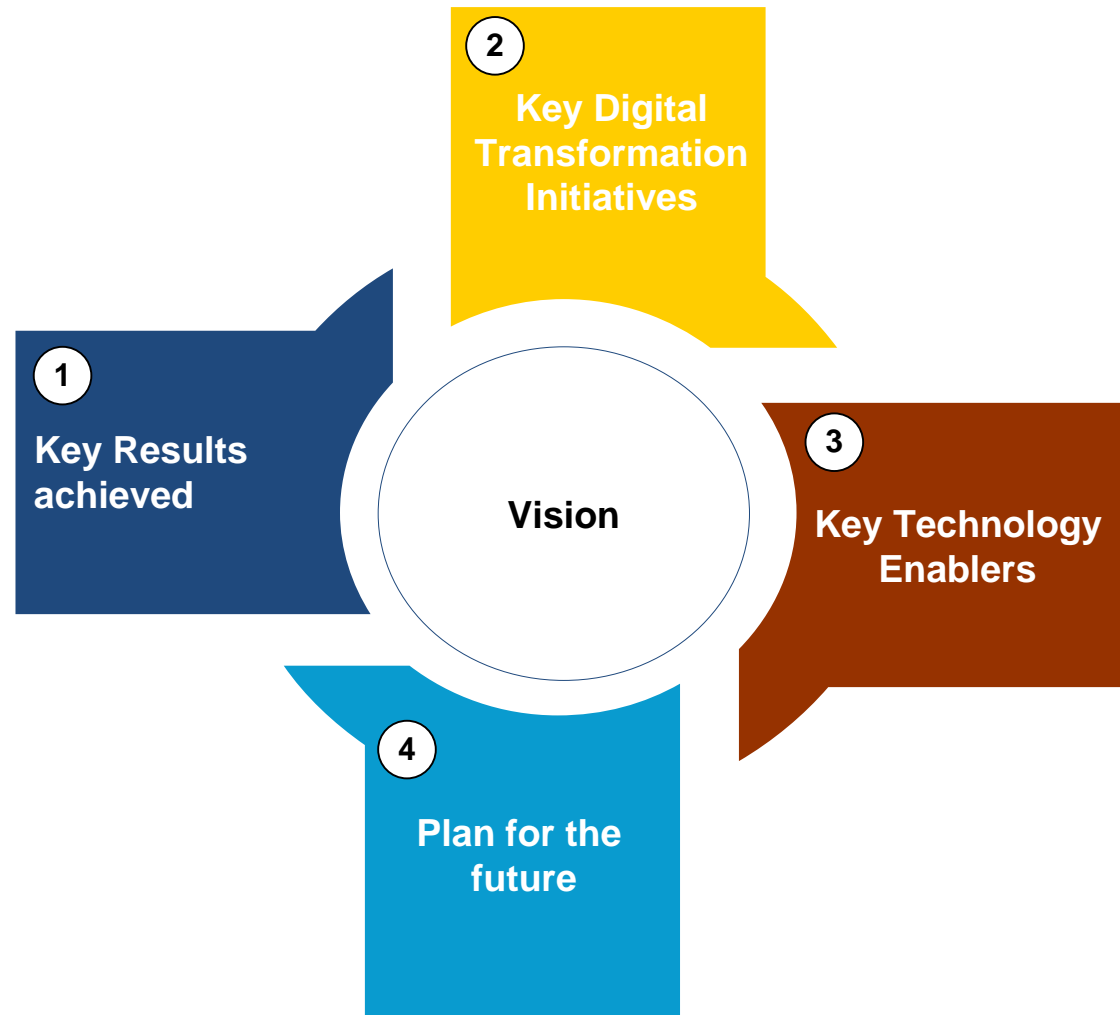 1
Key Results
achieved
2
Key Digital
Transformation
Initiatives
3
Key Technology
Enablers
4
Plan for the
future
Vision